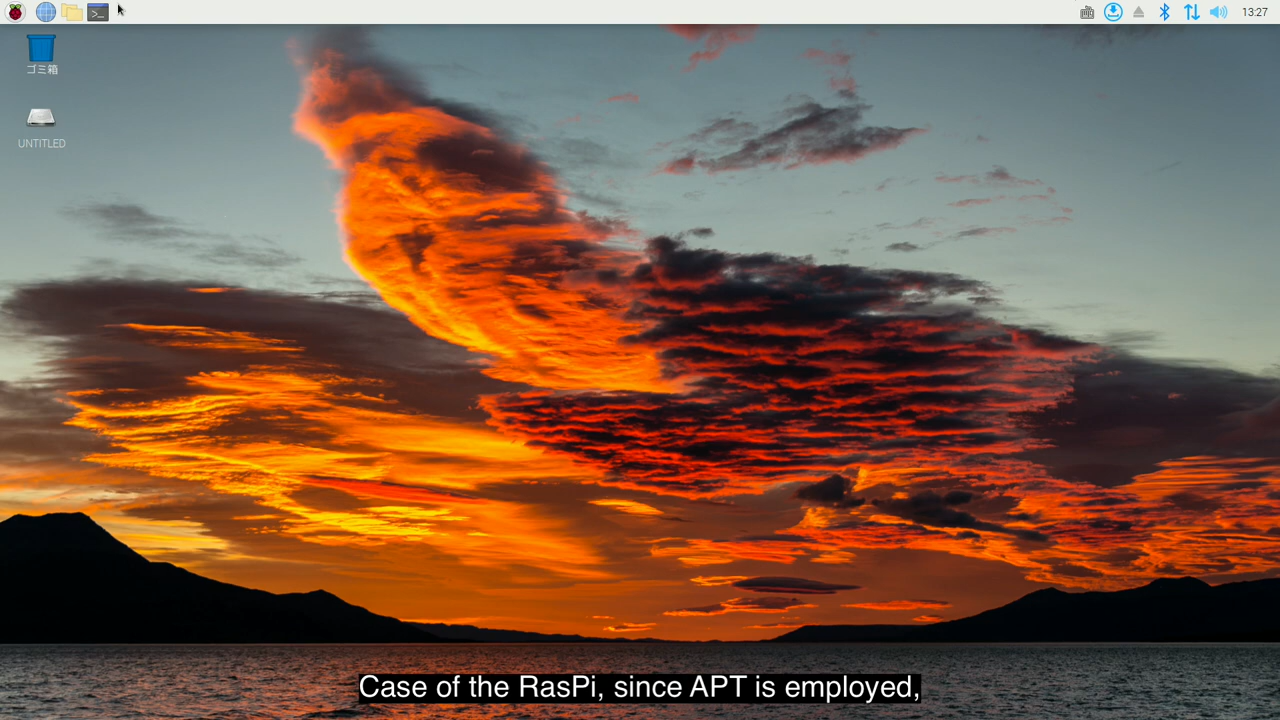 13:27
ゴミ箱
UNTITLED
Case of the RasPi, since APT is employed,